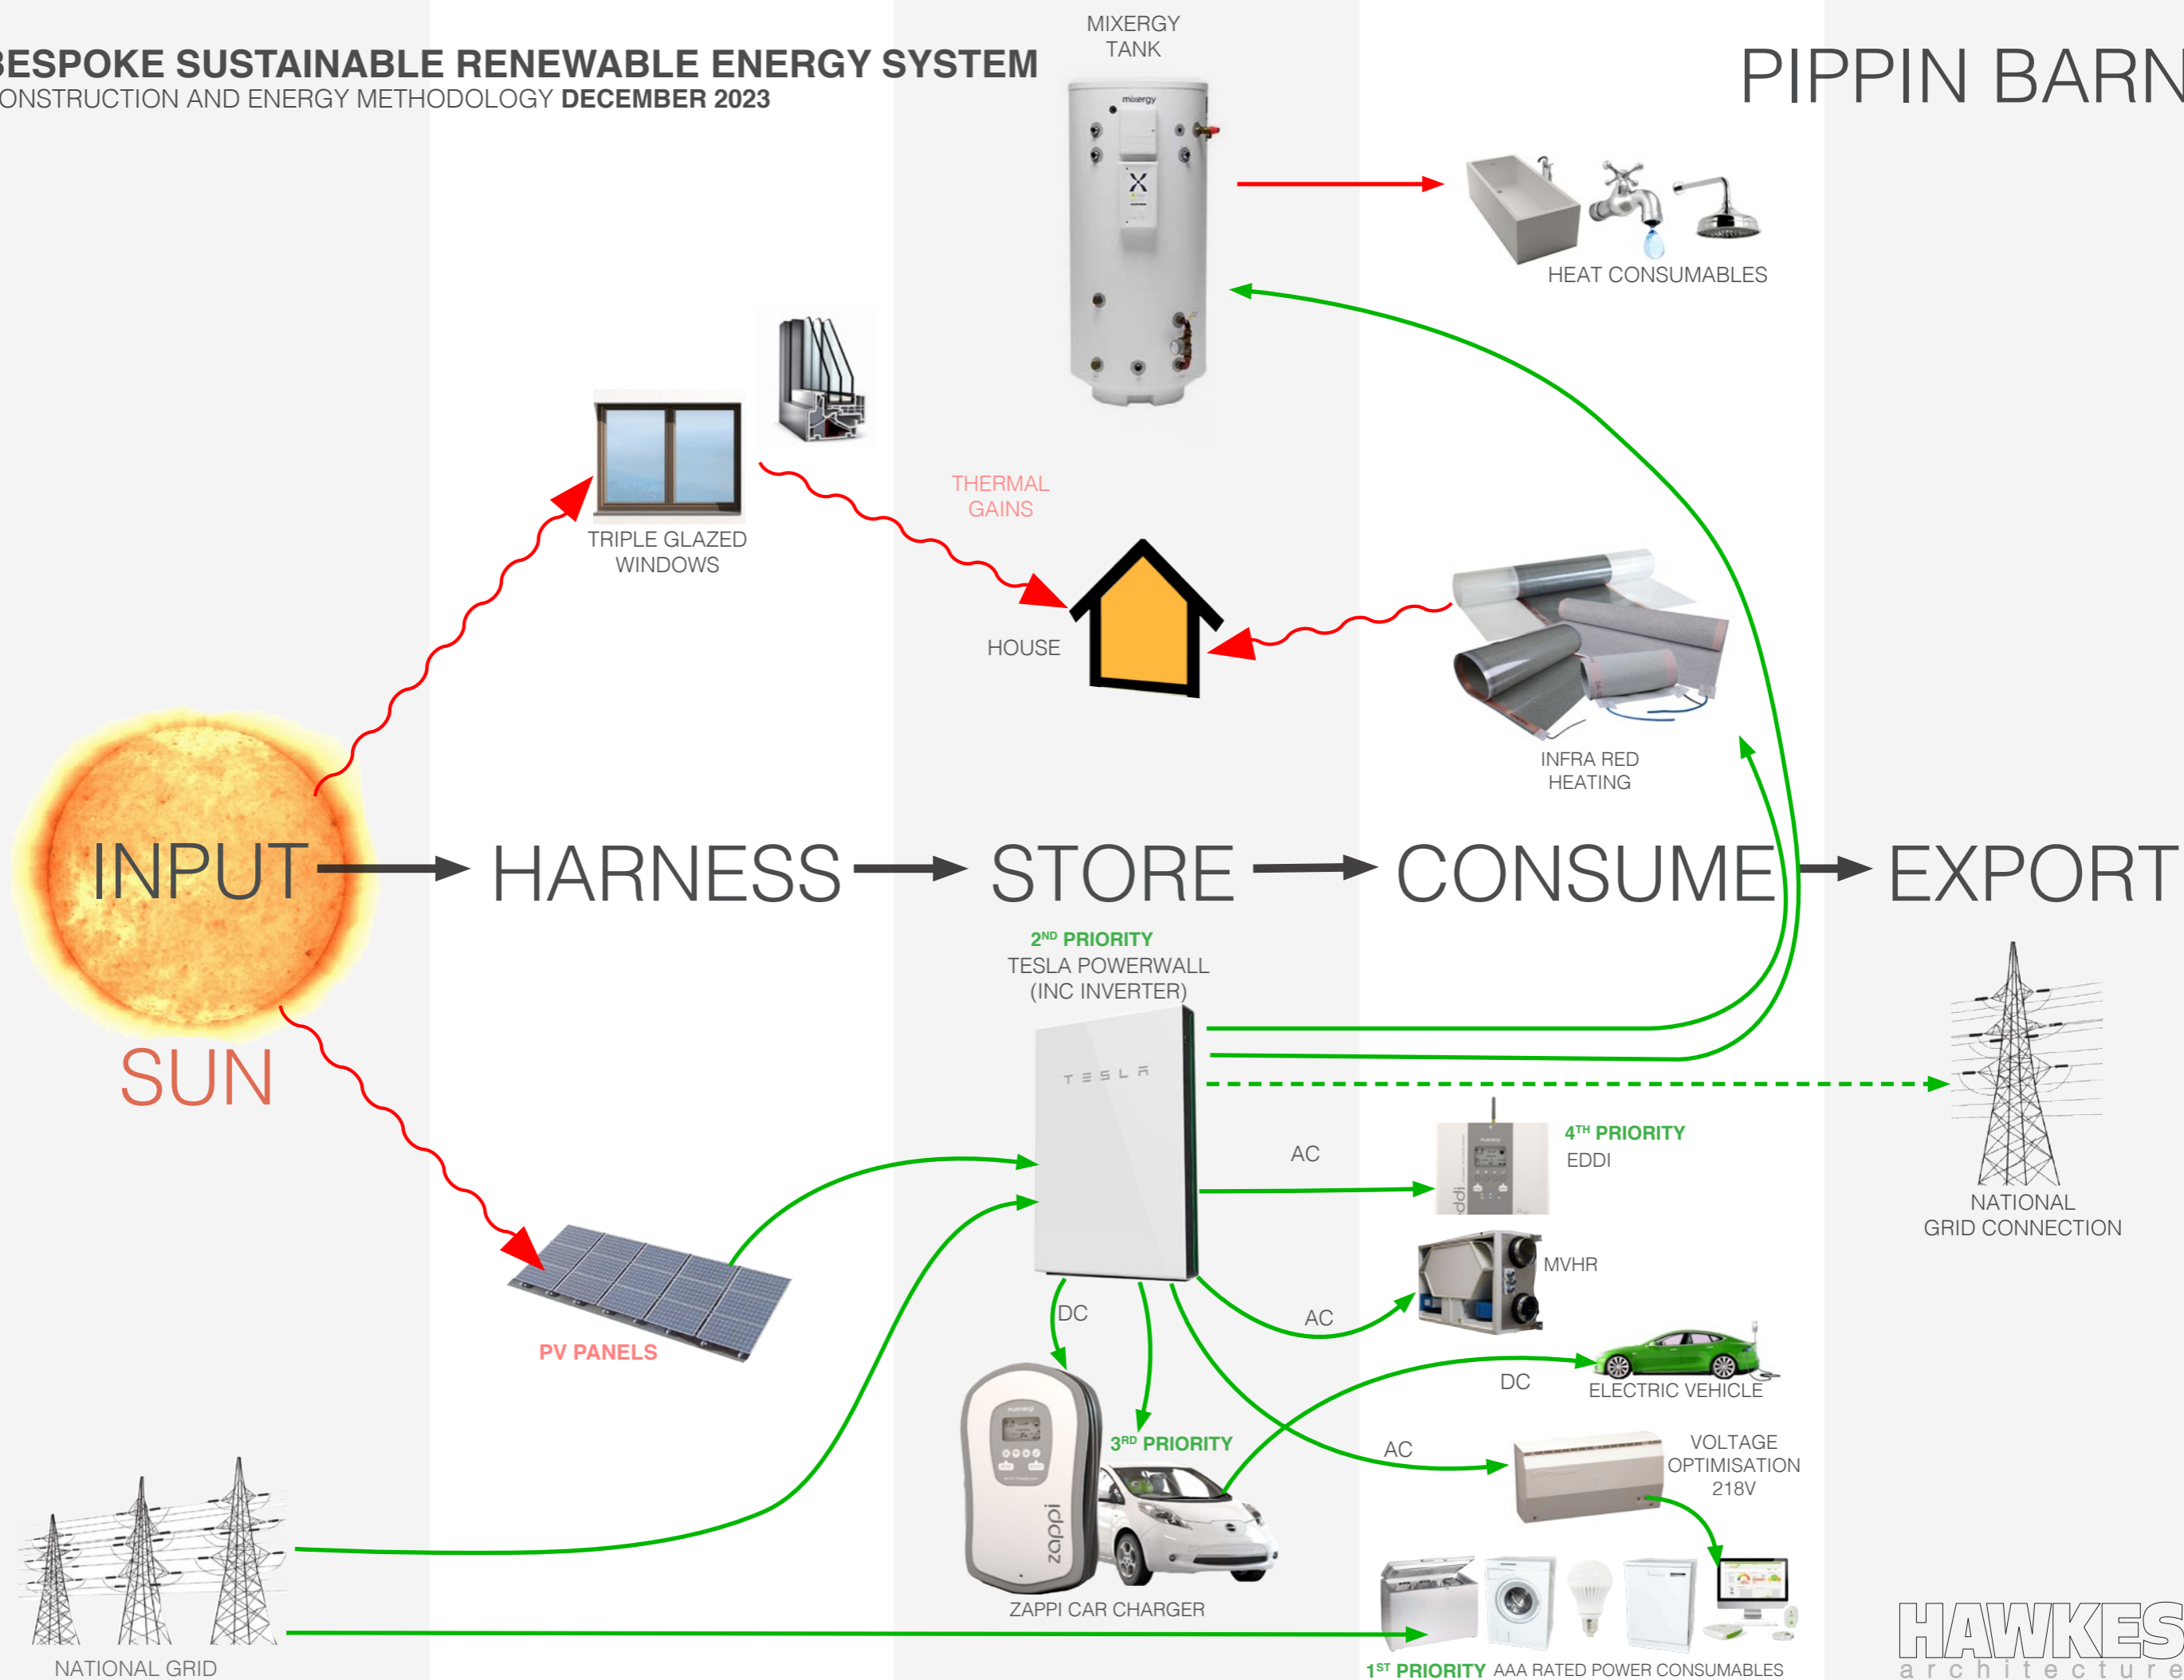 BESPOKE SUSTAINABLE RENEWABLE ENERGY SYSTEM
CONSTRUCTION AND ENERGY METHODOLOGY DECEMBER 2023
PIPPIN BARN
MIXERGY
TANK
mixergy
HEAT CONSUMABLES
TRIPLE GLAZED
WINDOWS
THERMAL
GAINS
HOUSE
INFRA RED
HEATING
INPUT
HARNESS
STORE
CONSUME
EXPORT
SUN
2ND PRIORITY
TESLA POWERWALL
(INC INVERTER)
TESLA
AC
4TH PRIORITY
EDDI
eddi
NATIONAL
GRID CONNECTION
MVHR
AC
DC
PV PANELS
DC
ELECTRIC VEHICLE
3RD PRIORITY
AC
VOLTAGE
OPTIMISATION
218V
zappi
ZAPPI CAR CHARGER
NATIONAL GRID
1ST PRIORITY AAA RATED POWER CONSUMABLES
HAWKES
architecture